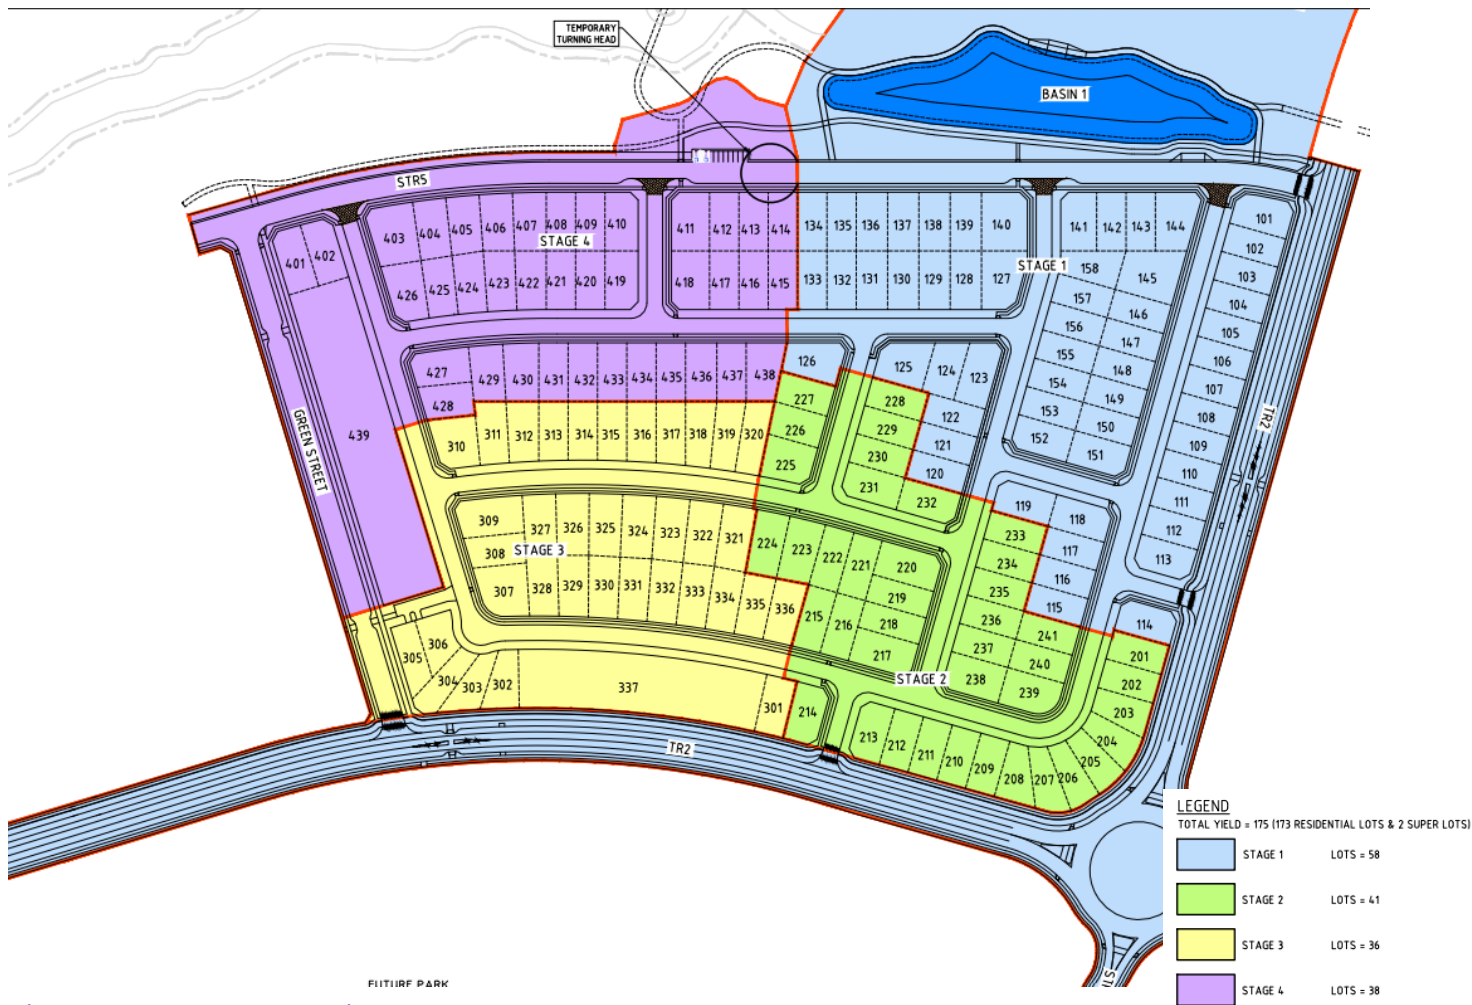 TEMPORARY
TURNING HEAD
BASIN 1
STR5
101
134 135 136 137 138 139 140
141 142 143 144
102
403 404 405 406 407 408 409 410
411 412 413 414
401 402
STAGE 4
STAGE 1
103
158 145
426 425 424 423 422 421 420 419
418 417 416 415
133 132 131 130 129 128 127
104
157 146
105
156 147
106
155 148
126 125 124 123
427 429 430 431 432 433 434 435 436 437 438
107
154 149
428
227 228
108
153 150
122
GREEN STREET
439
TR2
310 311 312 313 314 315 316 317 318 319 320
226 229
121
109
152 151
230
225
120
110
231 232
111
119 118
309 327 326 325 324 323 322 321
112
233 117
308
STAGE 3
224 223 222 221 220
113
234 116
307 328 329 330 331 332 333 334 335 336
219
235 115
215 216 218
236 241
114
217
237 240
201
305 306
STAGE 2
238 239
202
304 303 302 337 301
214
203
213 212 211 210 209 208 207 206 205 204
TR2
LEGEND
TOTAL YIELD = 175 (173 RESIDENTIAL LOTS & 2 SUPER LOTS)
STAGE 1 LOTS = 58
STAGE 2 LOTS = 41
STAGE 3 LOTS = 36
STAGE 4 LOTS = 38
FUTURE PARK